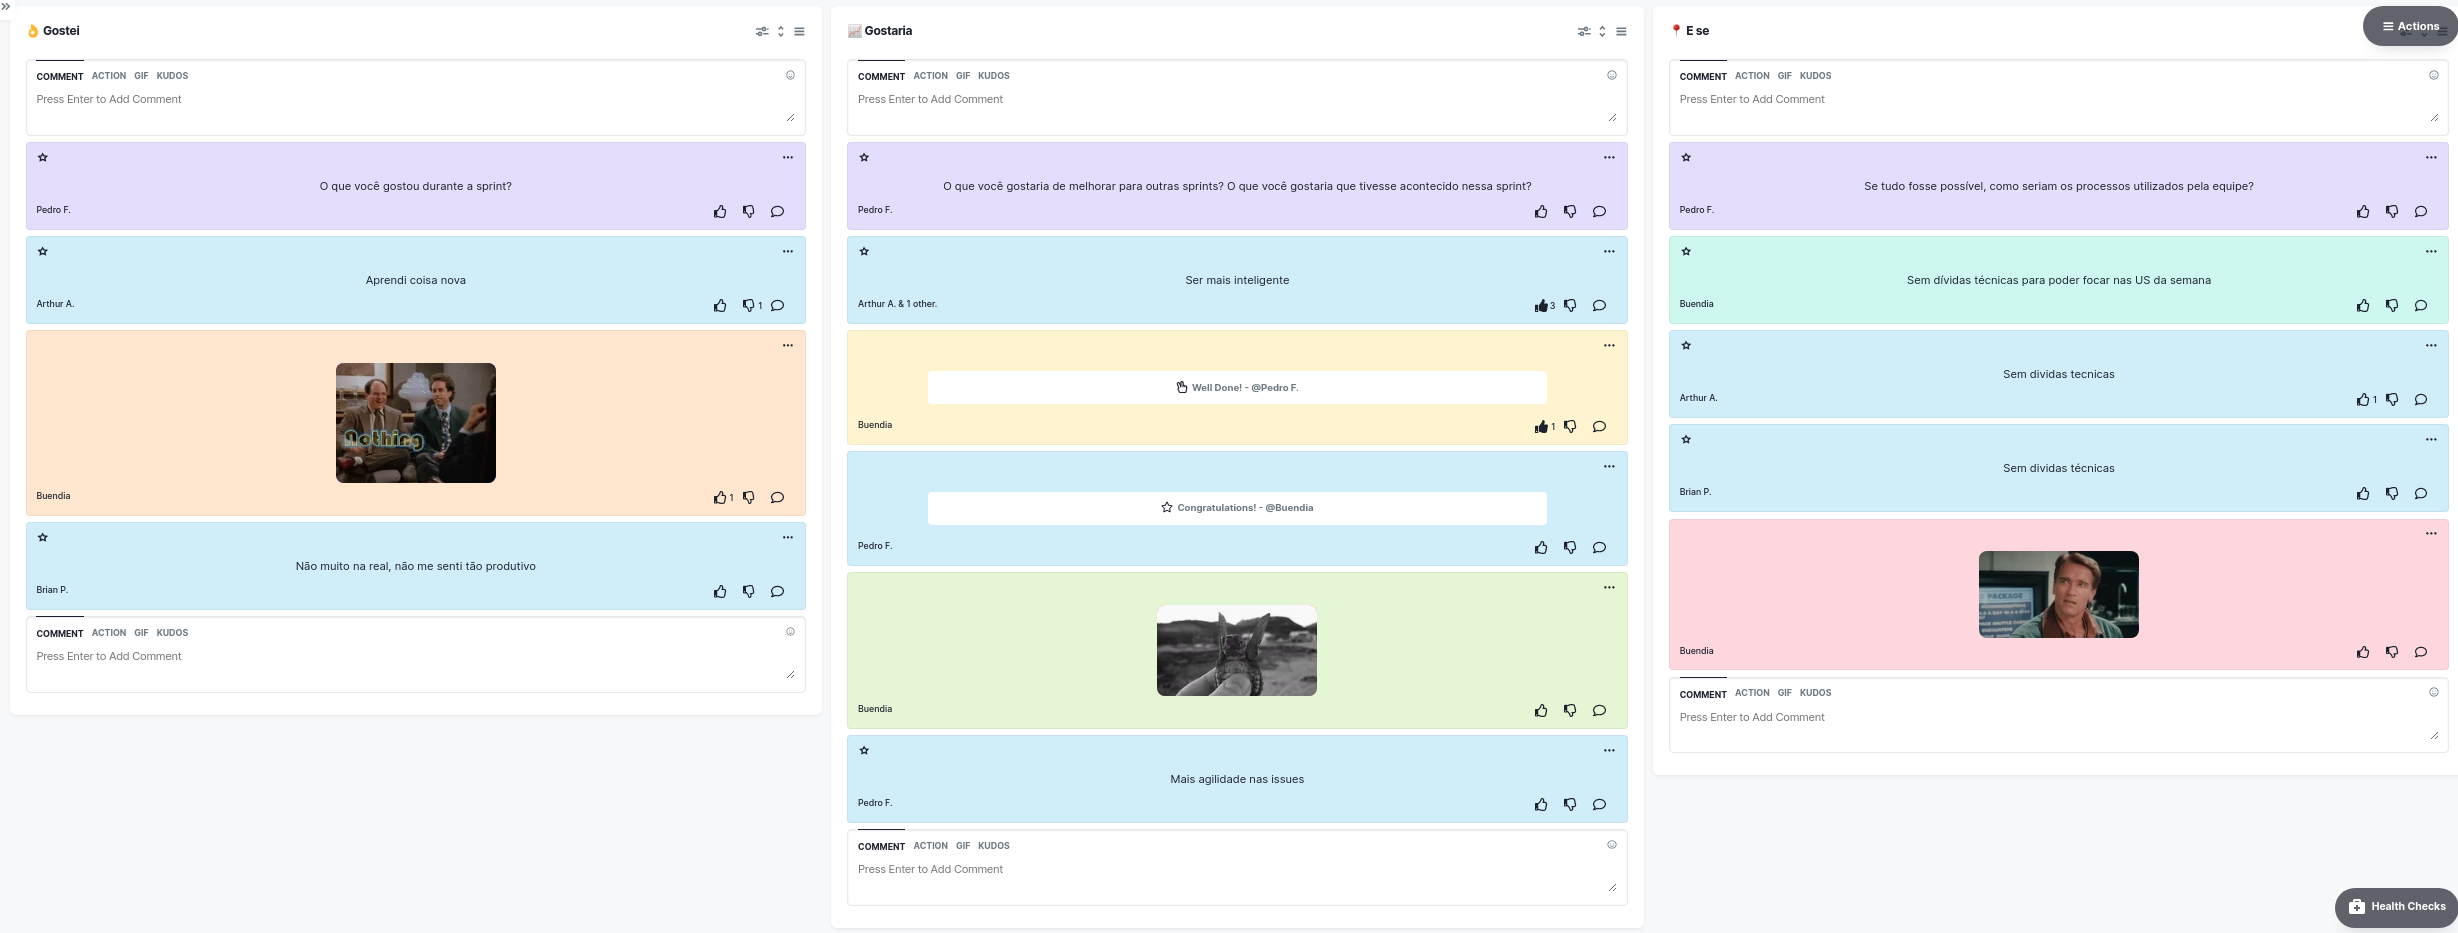 Gostei
COMMENT ACTION GIF KUDOS
Press Enter to Add Comment
O que você gostou durante a sprint?
Pedro F.
Aprendi coisa nova
Arthur A.
1
Nothing
Buendia
1
Não muito na real, não me senti tão produtivo
Brian P.
COMMENT ACTION GIF KUDOS
Press Enter to Add Comment
Gostaria
COMMENT ACTION GIF KUDOS
Press Enter to Add Comment
O que você gostaria de melhorar para outras sprints? O que você gostaria que tivesse acontecido nessa sprint?
Pedro F.
Ser mais inteligente
Arthur A. & 1 other.
3
Well Done! - @Pedro F.
Buendia
1
Congratulations! - @Buendia
Pedro F.
Buendia
Mais agilidade nas issues
Pedro F.
COMMENT ACTION GIF KUDOS
Press Enter to Add Comment
E se
Actions
COMMENT ACTION GIF KUDOS
Press Enter to Add Comment
Se tudo fosse possível, como seriam os processos utilizados pela equipe?
Pedro F.
Sem dívidas técnicas para poder focar nas US da semana
Buendia
Sem dividas tecnicas
Arthur A.
1
Sem dividas técnicas
Brian P.
PACKAGE
Buendia
COMMENT ACTION GIF KUDOS
Press Enter to Add Comment
Health Checks